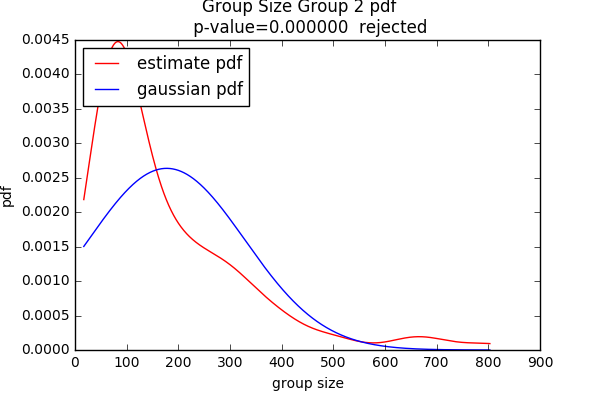 Group Size Group 2 pdf
p-value=0.000000  rejected
estimate pdf
gaussian pdf
pdf
0.0045
0.0040
0.0035
0.0030
0.0025
0.0020
0.0015
0.0010
0.0005
0.0000
0 100 200 300 400 500 600 700 800 900
group size